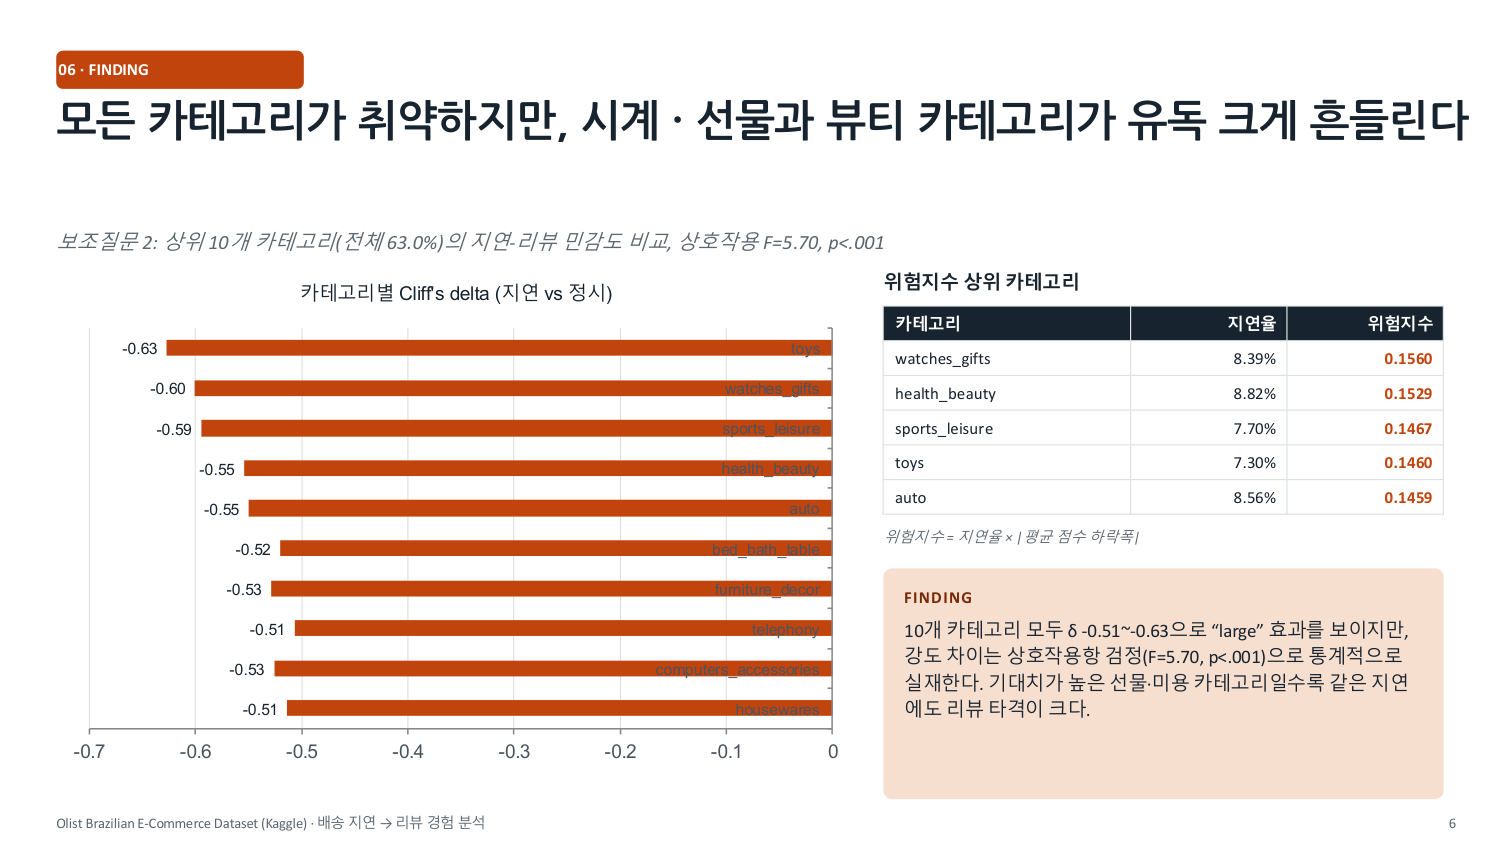 06 · FINDING
모든 카테고리가 취약하지만, 시계 · 선물과 뷰티 카테고리가 유독 크게 흔들린다
보조질문 2: 상위 10개 카테고리(전체 63.0%)의 지연-리뷰 민감도 비교, 상호작용 F=5.70, p<.001
카테고리별 Cliff's delta (지연 vs 정시)
-0.63 toys
-0.60 watches_gifts
-0.59 sports_leisure
-0.55 health_beauty
-0.55 auto
-0.52 bed_bath_table
-0.53 furniture_decor
-0.51 telephony
-0.53 computers_accessories
-0.51 housewares
-0.7 -0.6 -0.5 -0.4 -0.3 -0.2 -0.1 0
위험지수 상위 카테고리
카테고리 지연율 위험지수
watches_gifts 8.39% 0.1560
health_beauty 8.82% 0.1529
sports_leisure 7.70% 0.1467
toys 7.30% 0.1460
auto 8.56% 0.1459
위험지수 = 지연율 × |평균 점수 하락폭|
FINDING
10개 카테고리 모두 δ -0.51~-0.63으로 “large” 효과를 보이지만,
강도 차이는 상호작용항 검정(F=5.70, p<.001)으로 통계적으로
실재한다. 기대치가 높은 선물·미용 카테고리일수록 같은 지연
에도 리뷰 타격이 크다.
Olist Brazilian E-Commerce Dataset (Kaggle) · 배송 지연 → 리뷰 경험 분석
6